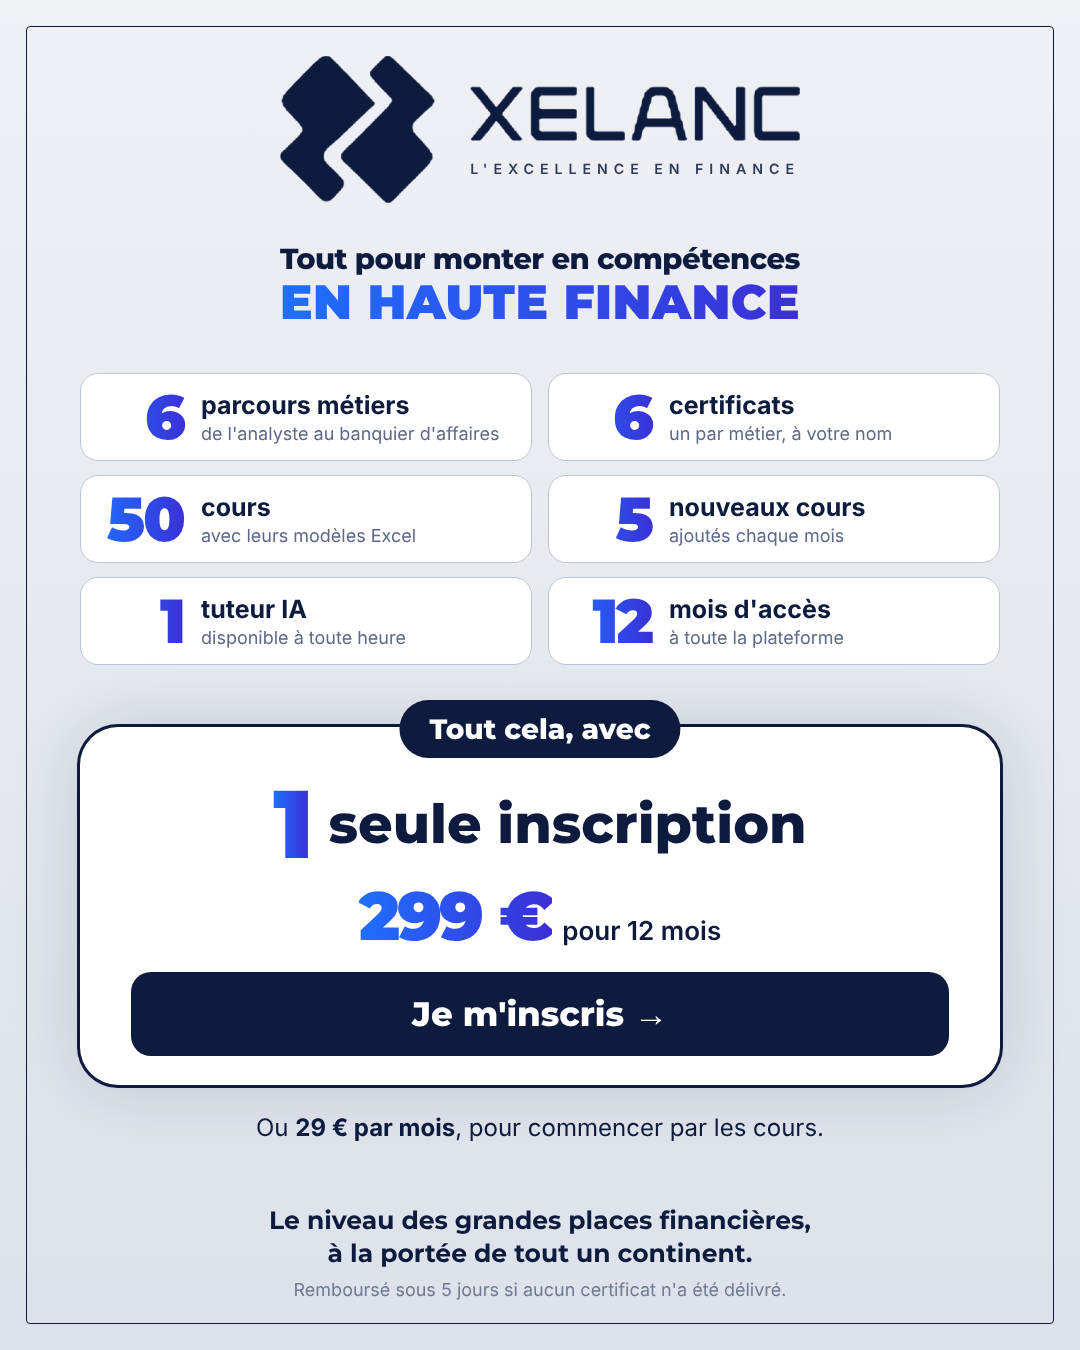 XELANC
L'EXCELLENCE EN FINANCE
Tout pour monter en compétences
EN HAUTE FINANCE
6 parcours métiers
de l'analyste au banquier d'affaires
6 certificats
un par métier, à votre nom
50 cours
avec leurs modèles Excel
5 nouveaux cours
ajoutés chaque mois
1 tuteur IA
disponible à toute heure
12 mois d'accès
à toute la plateforme
Tout cela, avec
1 seule inscription
299 € pour 12 mois
Je m'inscris →
Ou 29 € par mois, pour commencer par les cours.
Le niveau des grandes places financières,
à la portée de tout un continent.
Remboursé sous 5 jours si aucun certificat n'a été délivré.